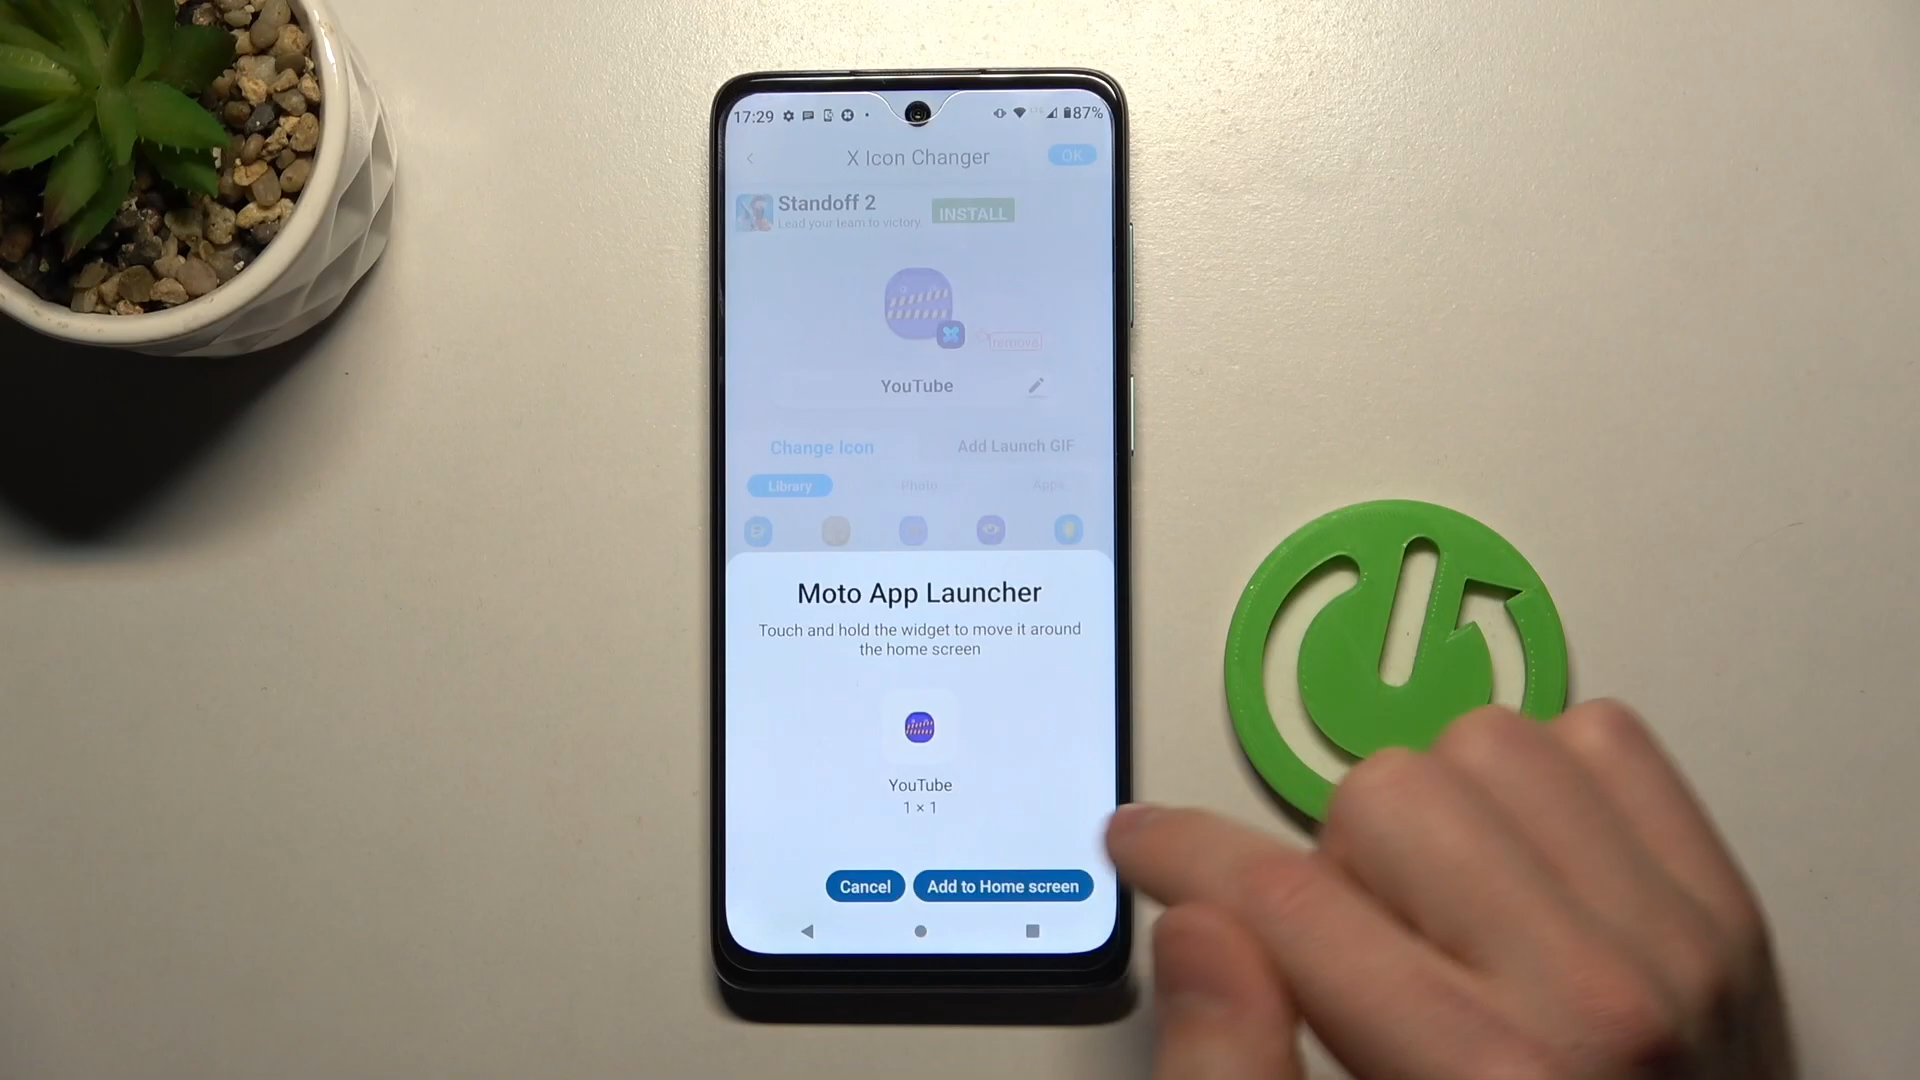 17:29
87%
X Icon Changer
OK
Standoff 2
Lead your team to victory.
INSTALL
remove
YouTube
Change Icon
Add Launch GIF
Library
Photo
Apps
Moto App Launcher
Touch and hold the widget to move it around
the home screen
YouTube
1 × 1
Cancel
Add to Home screen